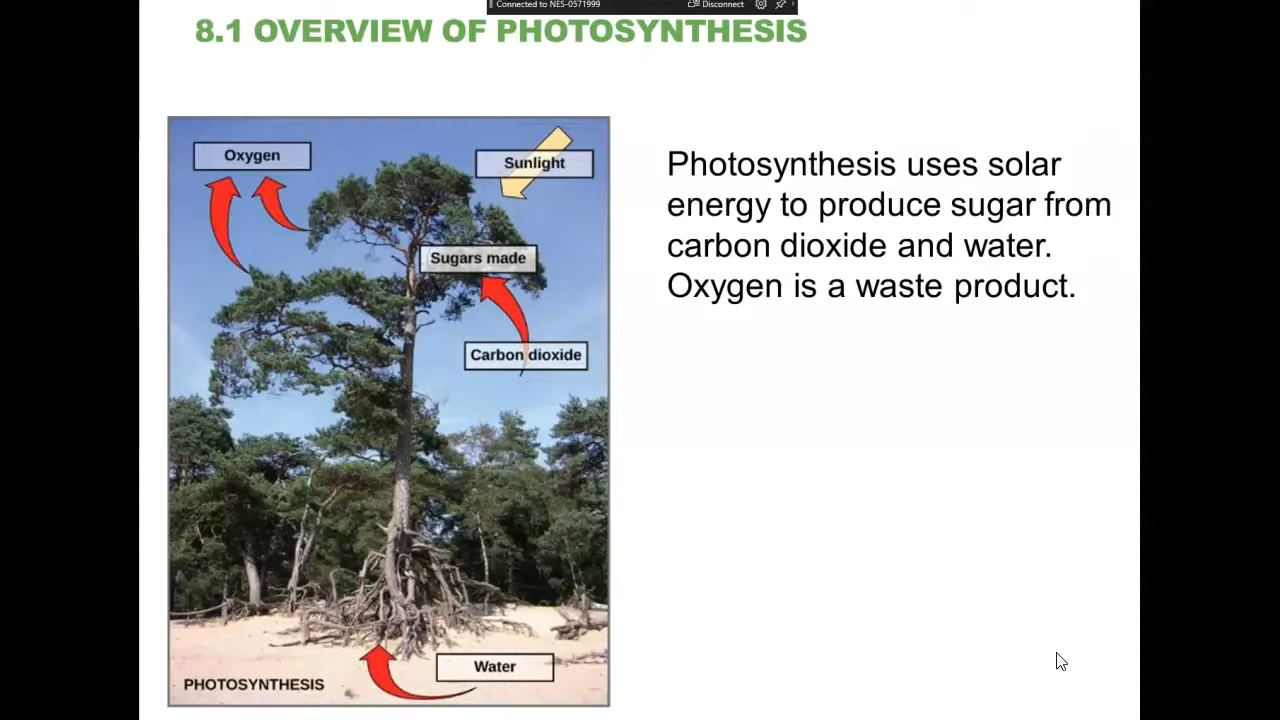 Connected to NES-0571999
Disconnect
8.1 OVERVIEW OF PHOTOSYNTHESIS
Oxygen
Sunlight
Sugars made
Carbon dioxide
Water
PHOTOSYNTHESIS
Photosynthesis uses solar
energy to produce sugar from
carbon dioxide and water.
Oxygen is a waste product.